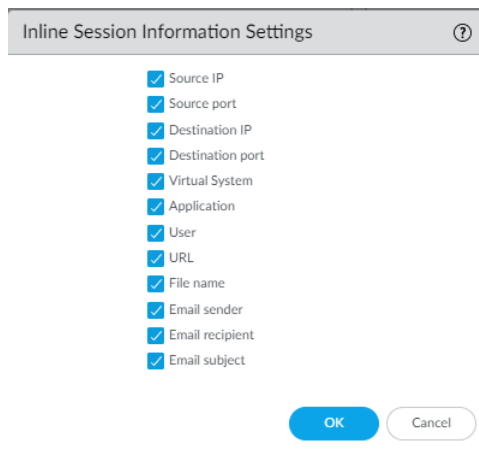 Inline Session Information Settings ?
Source IP
Source port
Destination IP
Destination port
Virtual System
Application
User
URL
File name
Email sender
Email recipient
Email subject
OK Cancel